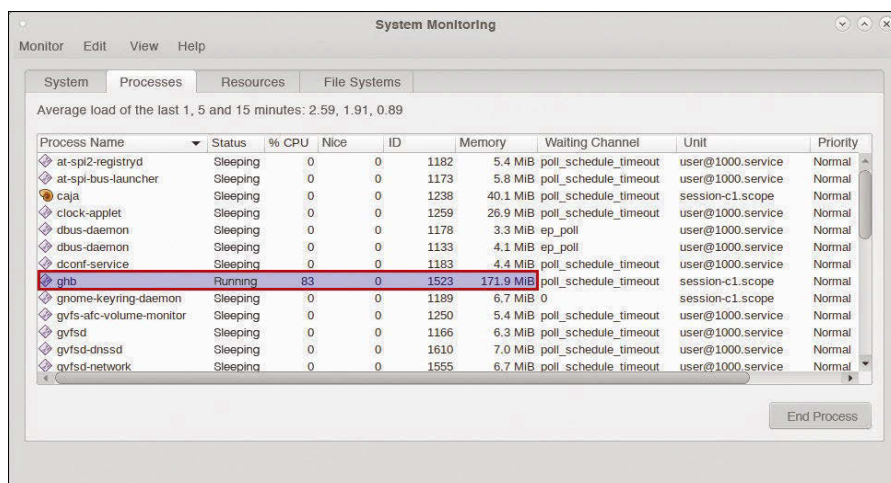 System Monitoring
Monitor Edit View Help
System Processes Resources File Systems
Average load of the last 1, 5 and 15 minutes: 2.59, 1.91, 0.89
Process Name Status % CPU Nice ID Memory Waiting Channel Unit Priority
at-spi2-registryd Sleeping 0 0 1182 5.4 MiB poll_schedule_timeout user@1000.service Normal
at-spi-bus-launcher Sleeping 0 0 1173 5.8 MiB poll_schedule_timeout user@1000.service Normal
caja Sleeping 0 0 1238 40.1 MiB poll_schedule_timeout session-c1.scope Normal
clock-applet Sleeping 0 0 1259 26.9 MiB poll_schedule_timeout user@1000.service Normal
dbus-daemon Sleeping 0 0 1178 3.3 MiB ep_poll user@1000.service Normal
dbus-daemon Sleeping 0 0 1133 4.1 MiB ep_poll user@1000.service Normal
dconf-service Sleeping 0 0 1183 4.4 MiB poll_schedule_timeout user@1000.service Normal
ghb Running 83 0 1523 171.9 MiB poll_schedule_timeout session-c1.scope Normal
gnome-keyring-daemon Sleeping 0 0 1189 6.7 MiB 0 session-c1.scope Normal
gvfs-afc-volume-monitor Sleeping 0 0 1250 5.4 MiB poll_schedule_timeout user@1000.service Normal
gvfsd Sleeping 0 0 1166 6.3 MiB poll_schedule_timeout user@1000.service Normal
gvfsd-dnssd Sleeping 0 0 1610 7.0 MiB poll_schedule_timeout user@1000.service Normal
gvfsd-network Sleeping 0 0 1555 6.7 MiB poll_schedule_timeout user@1000.service Normal
End Process